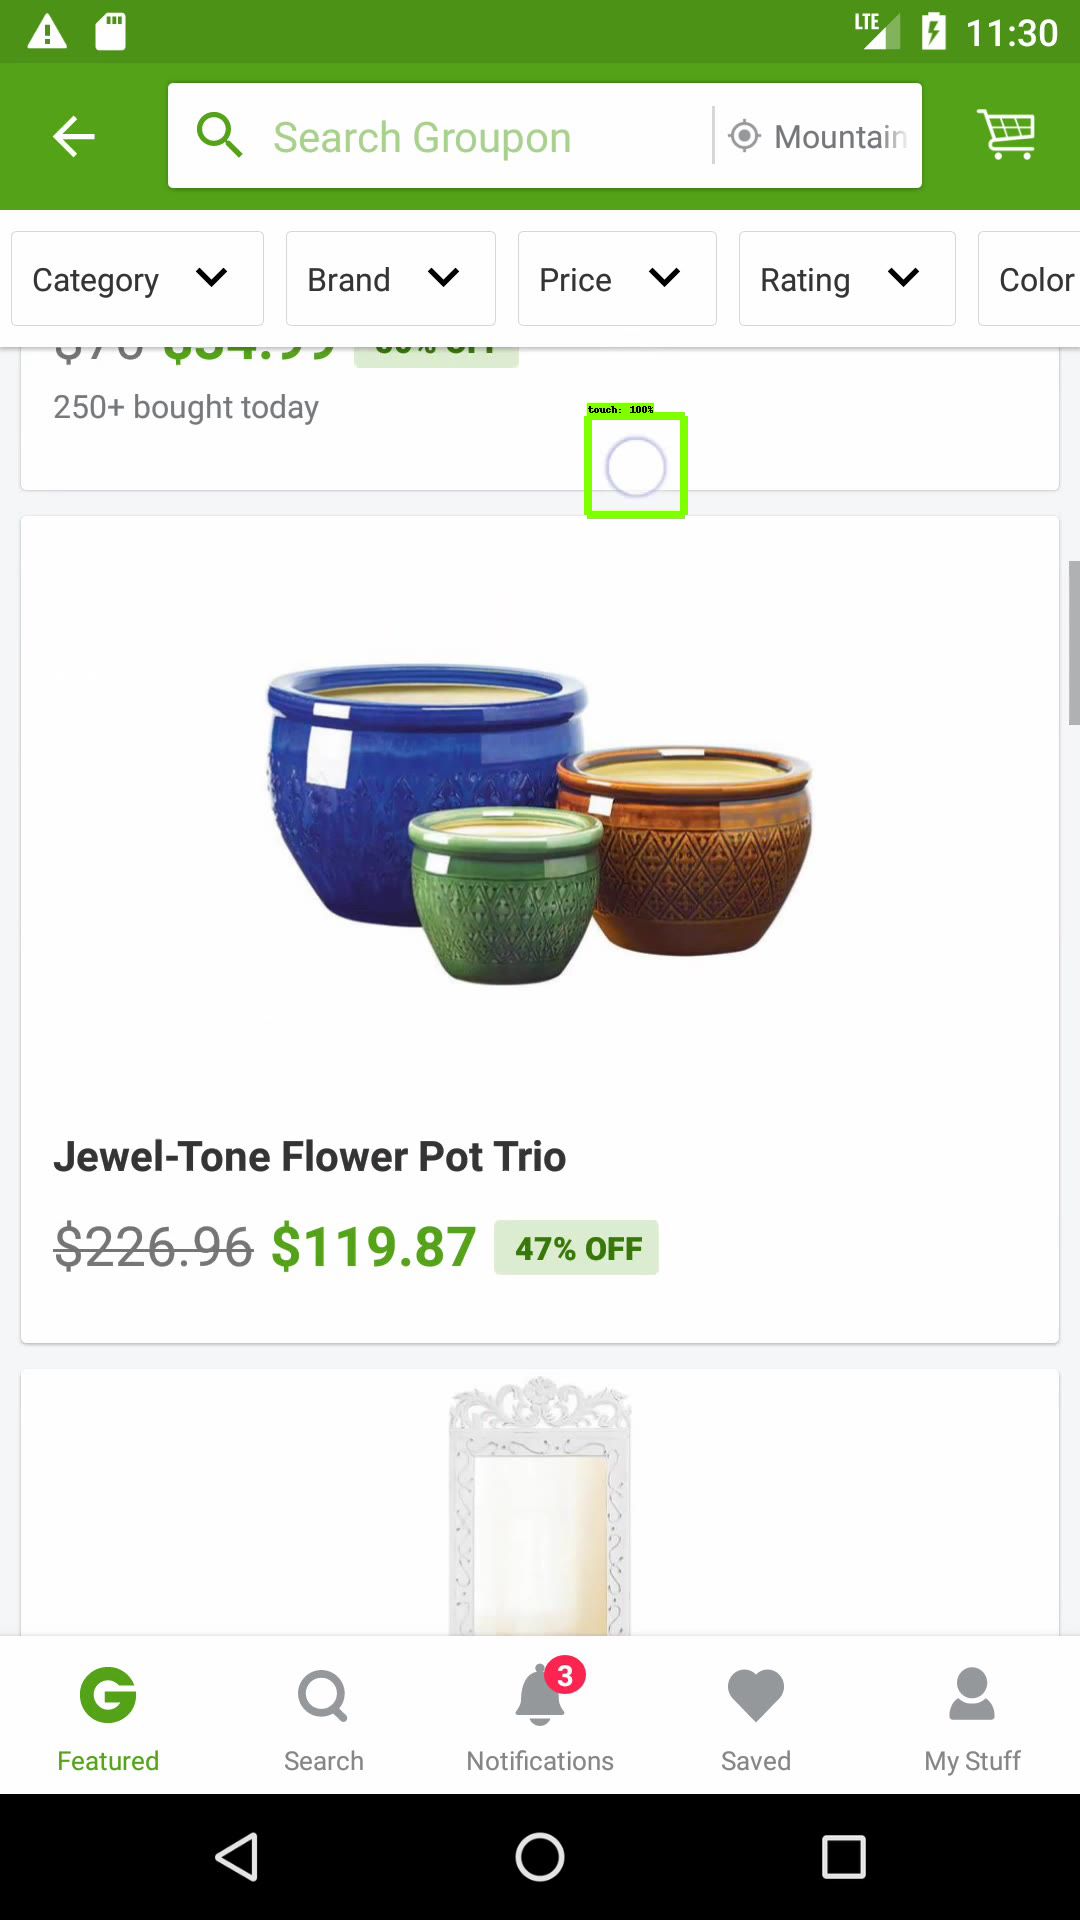 LTE 11:30
Search Groupon Mountain
Category Brand Price Rating Color
250+ bought today
touch: 100%
Jewel-Tone Flower Pot Trio
$226.96 $119.87 47% OFF
3
Featured Search Notifications Saved My Stuff